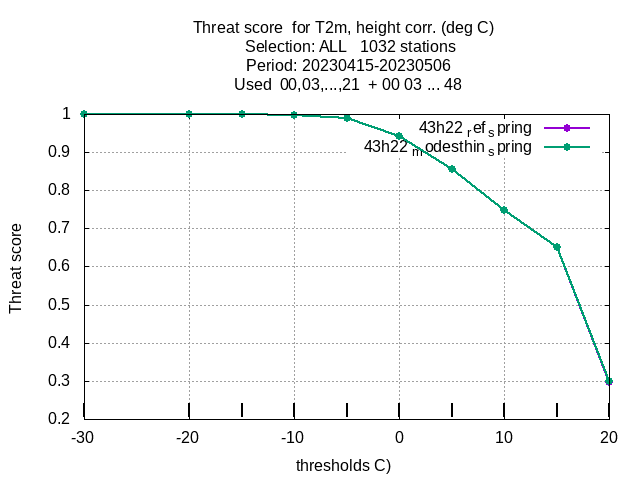 Threat score  for T2m, height corr. (deg C)
Selection: ALL   1032 stations
Period: 20230415-20230506
Used  00,03,...,21  + 00 03 ... 48
43h22 ref spring
43h22 modesthin spring
1
0.9
0.8
0.7
0.6
0.5
0.4
0.3
0.2
Threat score
-30 -20 -10 0 10 20
thresholds C)